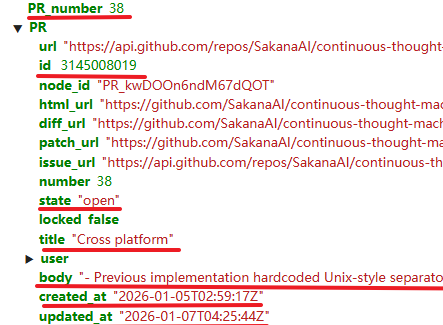 PR_number 38
PR
url "https://api.github.com/repos/SakanaAI/continuous-thought-
id 3145008019
node_id "PR_kwDOOn6ndM67dQOT"
html_url "https://github.com/SakanaAI/continuous-thought-mac
diff_url "https://github.com/SakanaAI/continuous-thought-mach
patch_url "https://github.com/SakanaAI/continuous-thought-ma
issue_url "https://api.github.com/repos/SakanaAI/continuous-th
number 38
state "open"
locked false
title "Cross platform"
user
body "- Previous implementation hardcoded Unix-style separato
created_at "2026-01-05T02:59:17Z"
updated_at "2026-01-07T04:25:44Z"